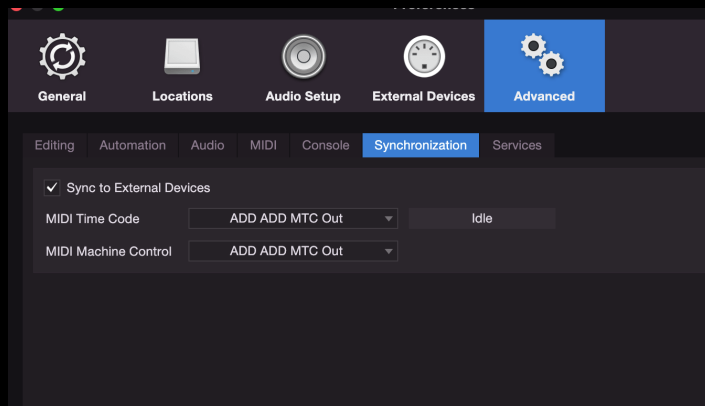 General Locations Audio Setup External Devices Advanced
Editing Automation Audio MIDI Console Synchronization Services
Sync to External Devices
MIDI Time Code ADD ADD MTC Out Idle
MIDI Machine Control ADD ADD MTC Out